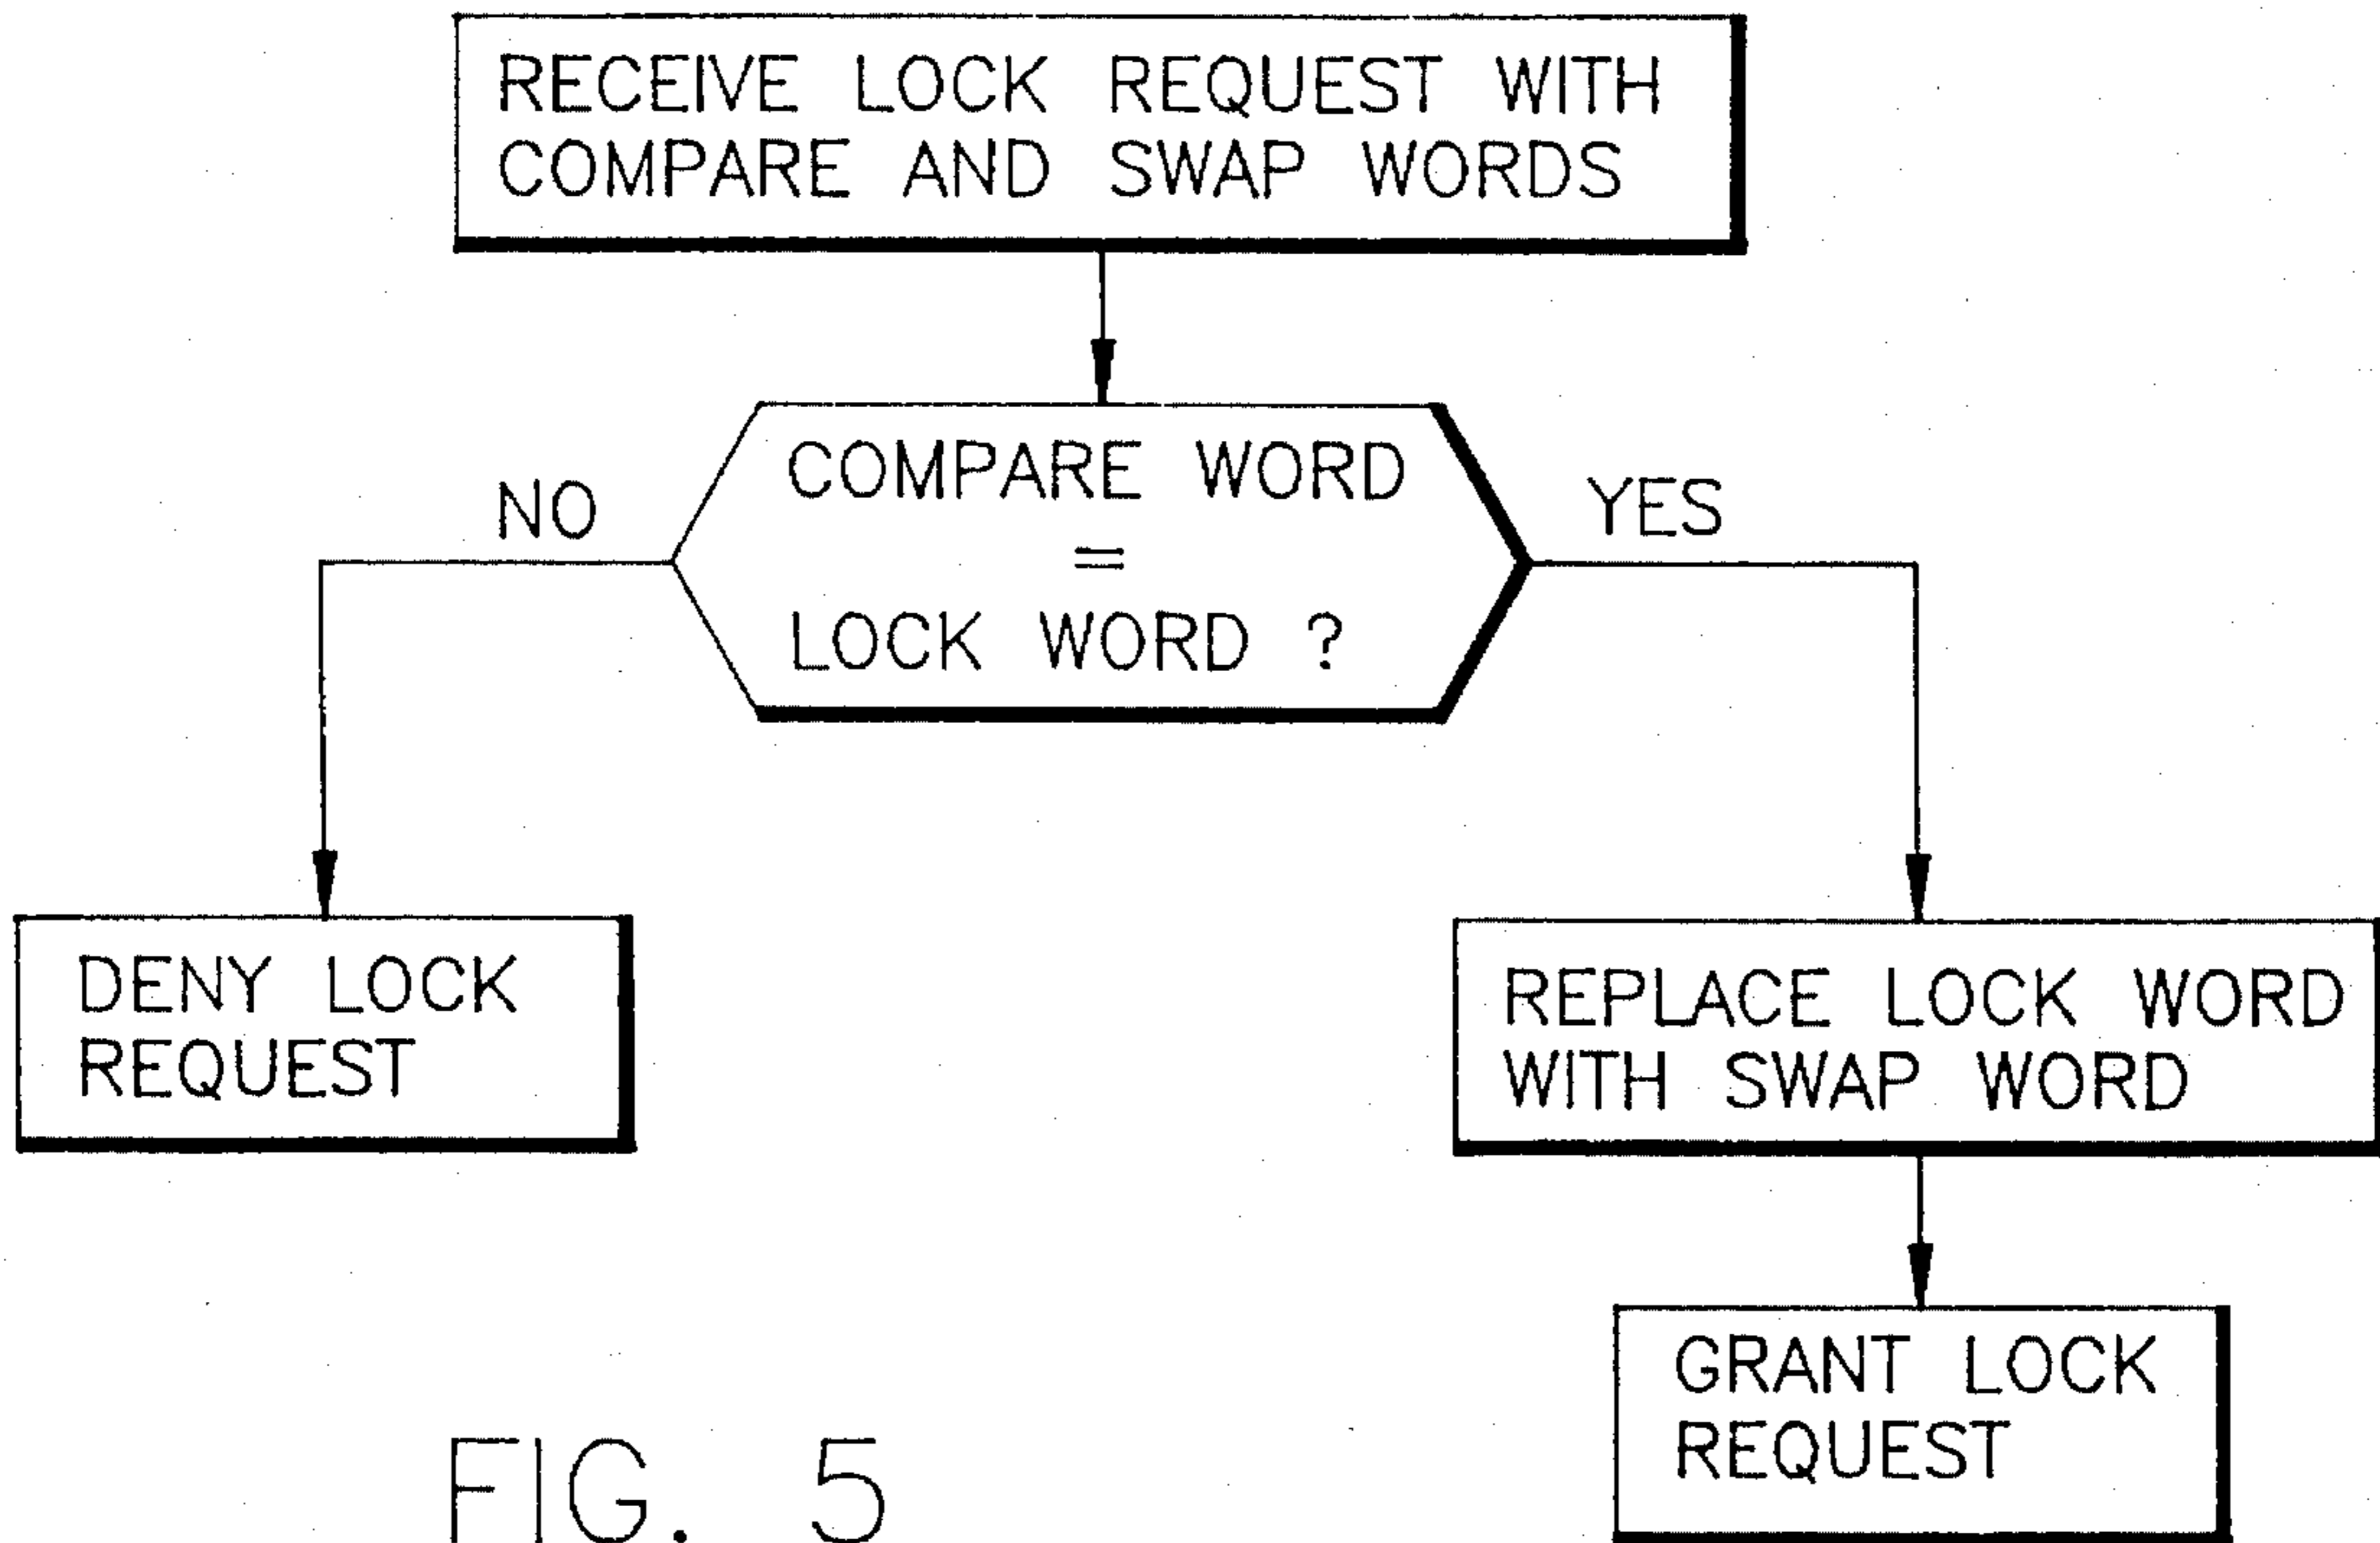 RECEIVE LOCK REQUEST WITH
COMPARE AND SWAP WORDS
COMPARE WORD
=
LOCK WORD ?
NO
YES
DENY LOCK
REQUEST
REPLACE LOCK WORD
WITH SWAP WORD
GRANT LOCK
REQUEST
FIG. 5